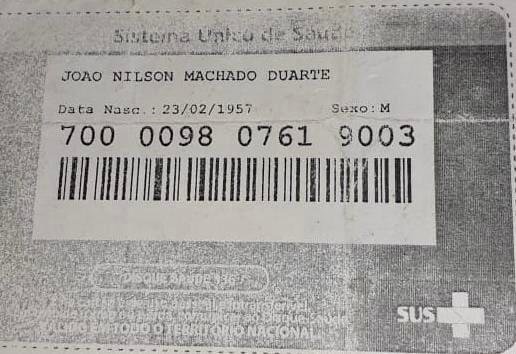 Sistema Único de Saúde
JOAO NILSON MACHADO DUARTE
Data Nasc.: 23/02/1957 Sexo: M
700 0098 0761 9003
DISQUE SAÚDE
SUS
VÁLIDO EM TODO O TERRITÓRIO NACIONAL